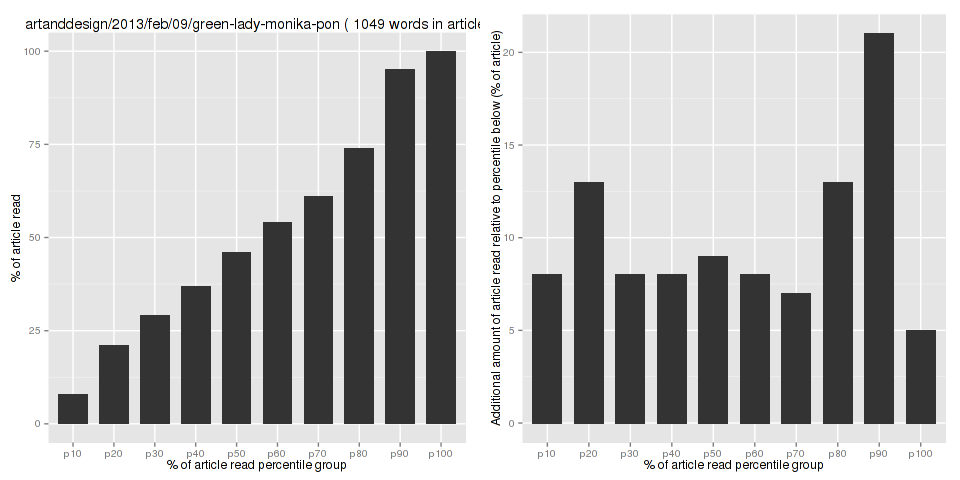 artanddesign/2013/feb/09/green-lady-monika-pon ( 1049 words in article
% of article read
100
75
50
25
0
p10 p20 p30 p40 p50 p60 p70 p80 p90 p100
% of article read percentile group
Additional amount of article read relative to percentile below (% of article)
20
15
10
5
0
p10 p20 p30 p40 p50 p60 p70 p80 p90 p100
% of article read percentile group